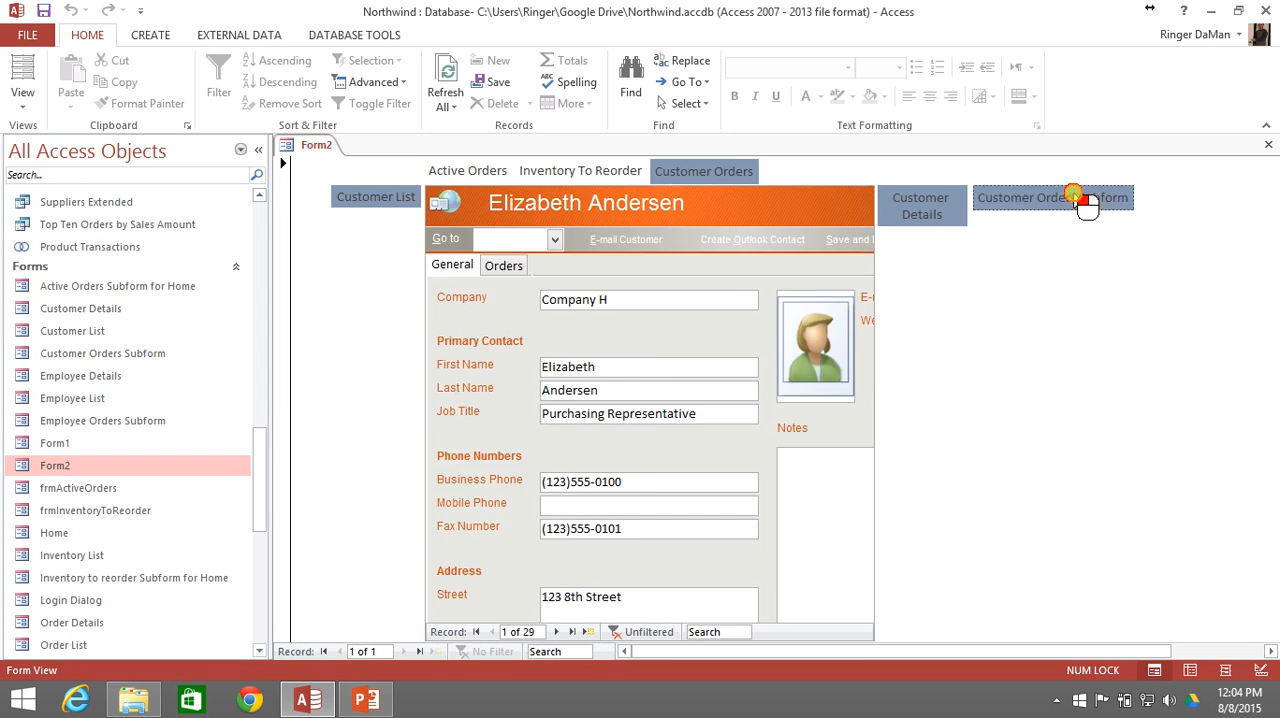 Northwind : Database- C:\Users\Ringer\Google Drive\Northwind.accdb (Access 2007 - 2013 file format) - Access
FILE HOME CREATE EXTERNAL DATA DATABASE TOOLS Ringer DaMan
View
Views
Paste
Cut
Copy
Format Painter
Clipboard
Filter
Ascending
Descending
Remove Sort
Selection
Advanced
Toggle Filter
Sort & Filter
Refresh
All
New
Save
Delete
Totals
Spelling
More
Records
Find
Replace
Go To
Select
Find
B I U A
Text Formatting
All Access Objects
Search...
Suppliers Extended
Top Ten Orders by Sales Amount
Product Transactions
Forms
Active Orders Subform for Home
Customer Details
Customer List
Customer Orders Subform
Employee Details
Employee List
Employee Orders Subform
Form1
Form2
frmActiveOrders
frmInventoryToReorder
Home
Inventory List
Inventory to reorder Subform for Home
Login Dialog
Order Details
Order List
Form2
Active Orders Inventory To Reorder Customer Orders
Customer List
Elizabeth Andersen
Customer
Details
Customer
Go to
E-mail Customer Create Outlook Contact Save and
General Orders
Company Company H
Primary Contact
First Name Elizabeth
Last Name Andersen
Job Title Purchasing Representative
Notes
Phone Numbers
Business Phone (123)555-0100
Mobile Phone
Fax Number (123)555-0101
Address
Street 123 8th Street
Record: 1 of 29 Unfiltered Search
Record: 1 of 1 No Filter Search
Form View NUM LOCK
12:04 PM
8/8/2015